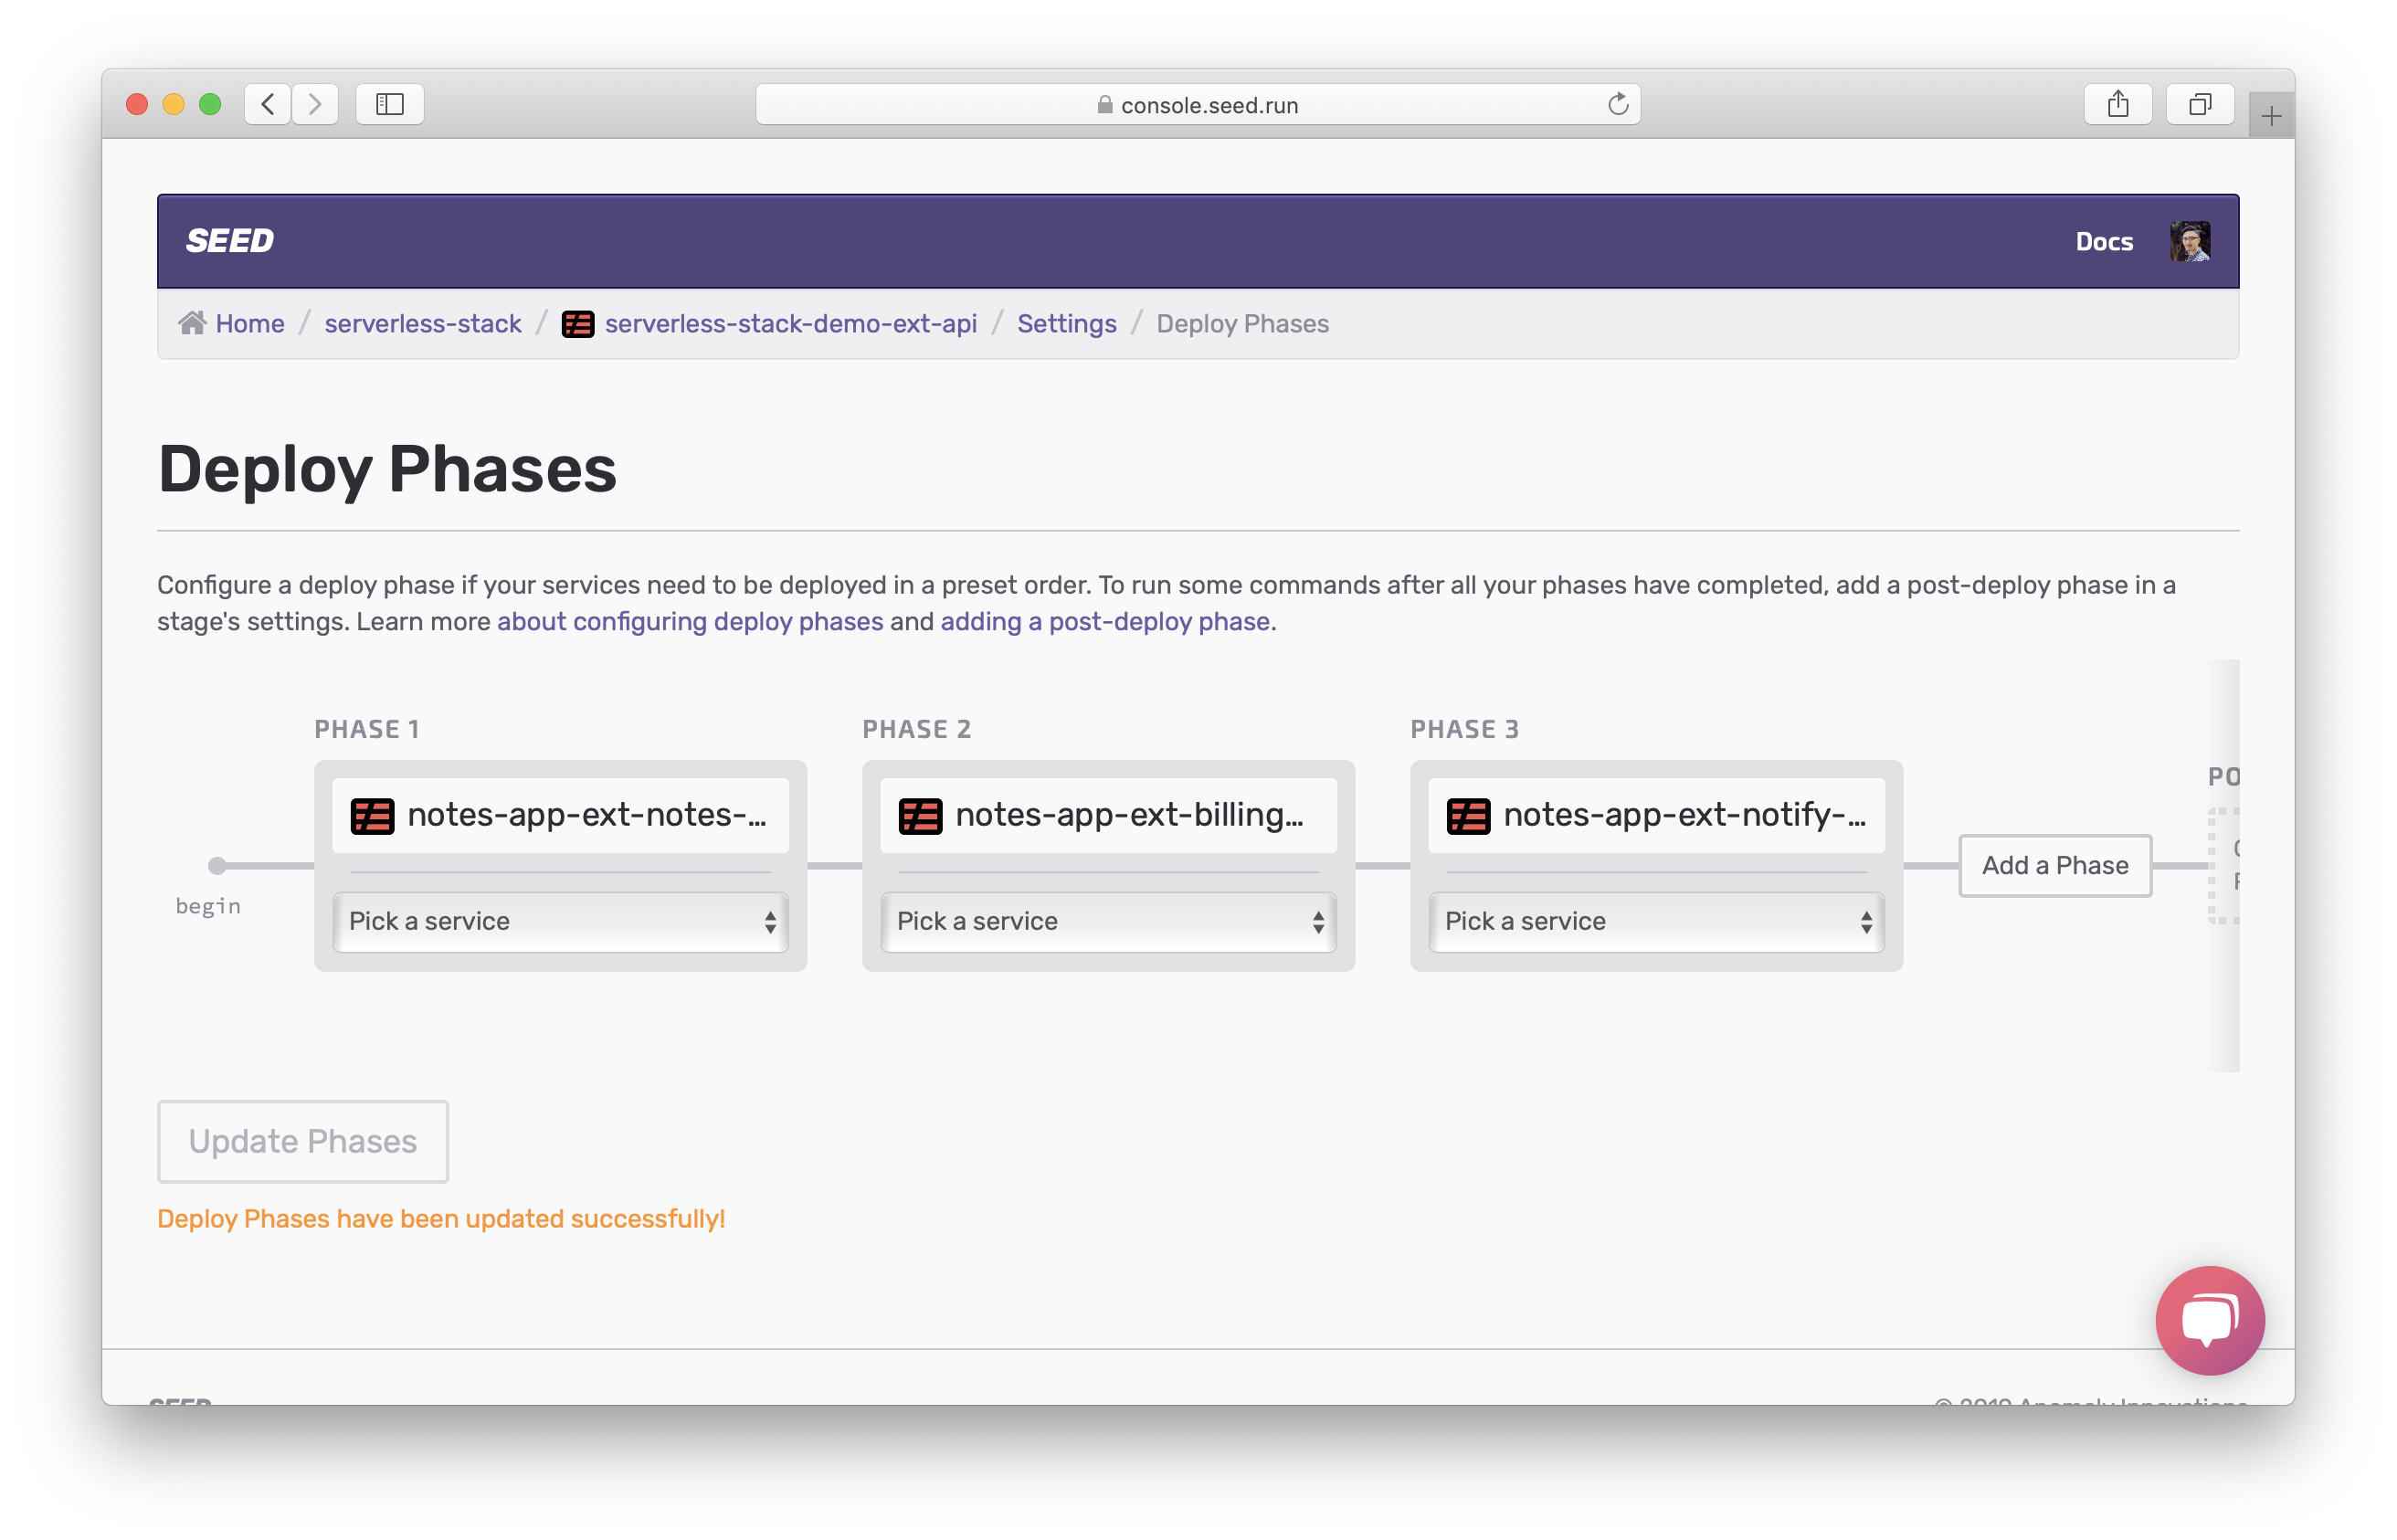 console.seed.run
SEED
Docs
Home / serverless-stack / serverless-stack-demo-ext-api / Settings / Deploy Phases
Deploy Phases
Configure a deploy phase if your services need to be deployed in a preset order. To run some commands after all your phases have completed, add a post-deploy phase in a
stage's settings. Learn more about configuring deploy phases and adding a post-deploy phase.
PHASE 1
PHASE 2
PHASE 3
PO
notes-app-ext-notes-...
notes-app-ext-billing...
notes-app-ext-notify-...
begin
Add a Phase
Pick a service
Pick a service
Pick a service
Update Phases
Deploy Phases have been updated successfully!
SEED
© 2019 Anomaly Innovations